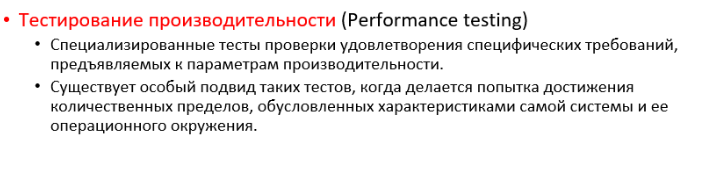 • Тестирование производительности (Performance testing)
• Специализированные тесты проверки удовлетворения специфических требований,
предъявляемых к параметрам производительности.
• Существует особый подвид таких тестов, когда делается попытка достижения
количественных пределов, обусловленных характеристиками самой системы и ее
операционного окружения.